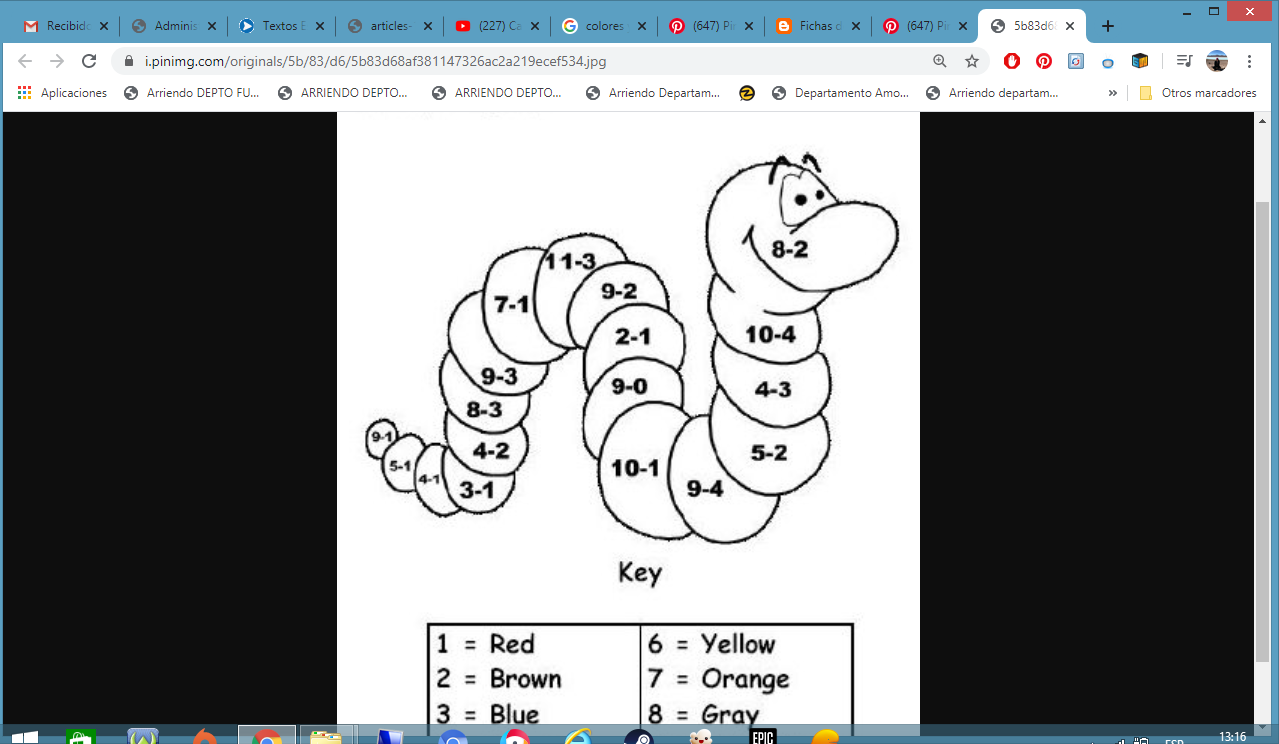 Recibido
Adminis
Textos E
articles-
(227) Ca
colores
(647) Pi
Fichas d
(647) Pi
5b83d6
i.pinimg.com/originals/5b/83/d6/5b83d68af381147326ac2a219ecef534.jpg
Aplicaciones
Arriendo DEPTO FU...
ARRIENDO DEPTO...
ARRIENDO DEPTO...
Arriendo Departam...
Departamento Amo...
Arriendo departam...
»
Otros marcadores
8-2
11-3
9-2
7-1
2-1
10-4
9-3
9-0
4-3
8-3
9-1
4-2
5-2
5-1
10-1
4-1
3-1
9-4
Key
1 = Red
6 = Yellow
2 = Brown
7 = Orange
3 = Blue
8 = Gray
EPIC
ESP
13:16